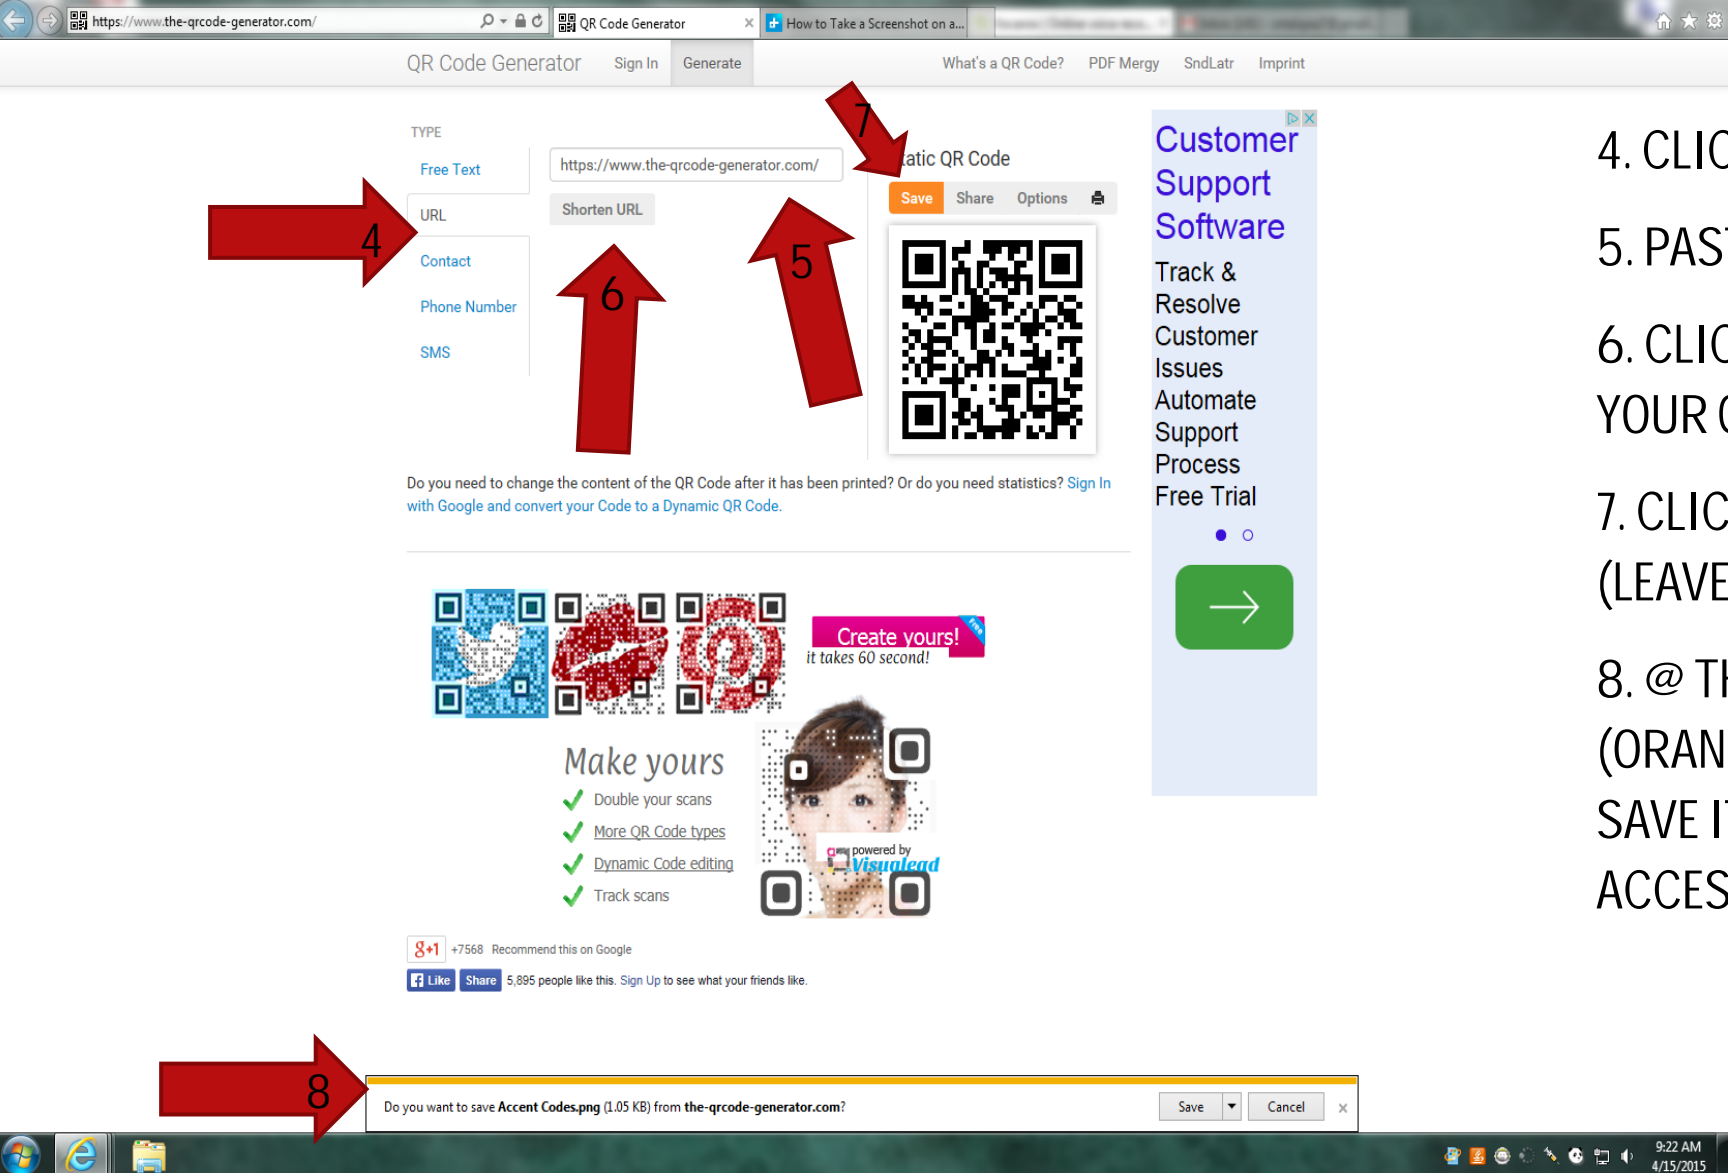 https://www.the-qrcode-generator.com/
QR Code Generator
How to Take a Screenshot on a...
QR Code Generator
Sign In
Generate
What's a QR Code?
PDF Mergy
SndLatr
Imprint
TYPE
Free Text
URL
Contact
Phone Number
SMS
https://www.the-qrcode-generator.com/
Shorten URL
4
6
5
7
tatic QR Code
Save
Share
Options
Customer
Support
Software
Track &
Resolve
Customer
Issues
Automate
Support
Process
Free Trial
Do you need to change the content of the QR Code after it has been printed? Or do you need statistics? Sign In
with Google and convert your Code to a Dynamic QR Code.
Create yours!
Free
it takes 60 second!
Make yours
Double your scans
More QR Code types
Dynamic Code editing
Track scans
powered by
Visualead
g+1
+7568 Recommend this on Google
f Like
Share
5,895 people like this. Sign Up to see what your friends like.
4. CLIC
5. PAST
6. CLIC
YOUR
7. CLIC
(LEAVE
8. @ TH
(ORAN
SAVE IT
ACCES
8
Do you want to save Accent Codes.png (1.05 KB) from the-qrcode-generator.com?
Save
Cancel
9:22 AM
4/15/2015